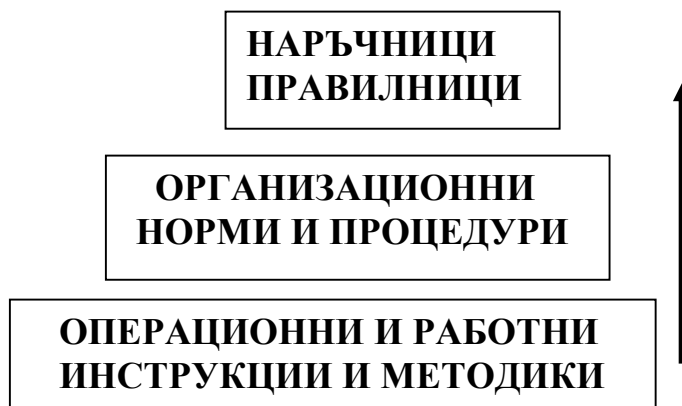 НАРЪЧНИЦИ
ПРАВИЛНИЦИ
ОРГАНИЗАЦИОННИ
НОРМИ И ПРОЦЕДУРИ
ОПЕРАЦИОННИ И РАБОТНИ
ИНСТРУКЦИИ И МЕТОДИКИ